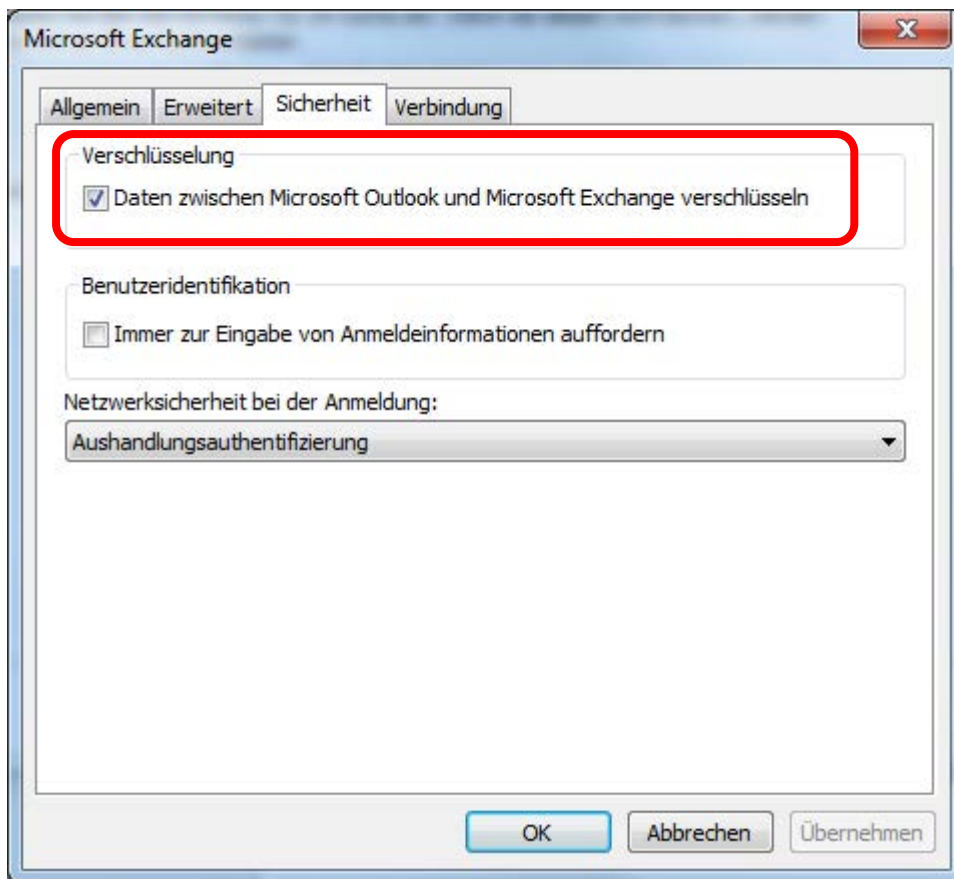 Microsoft Exchange
Allgemein Erweitert Sicherheit Verbindung
Verschlüsselung
Daten zwischen Microsoft Outlook und Microsoft Exchange verschlüsseln
Benutzeridentifikation
Immer zur Eingabe von Anmeldeinformationen auffordern
Netzwerksicherheit bei der Anmeldung:
Aushandlungsauthentifizierung
OK Abbrechen Übernehmen